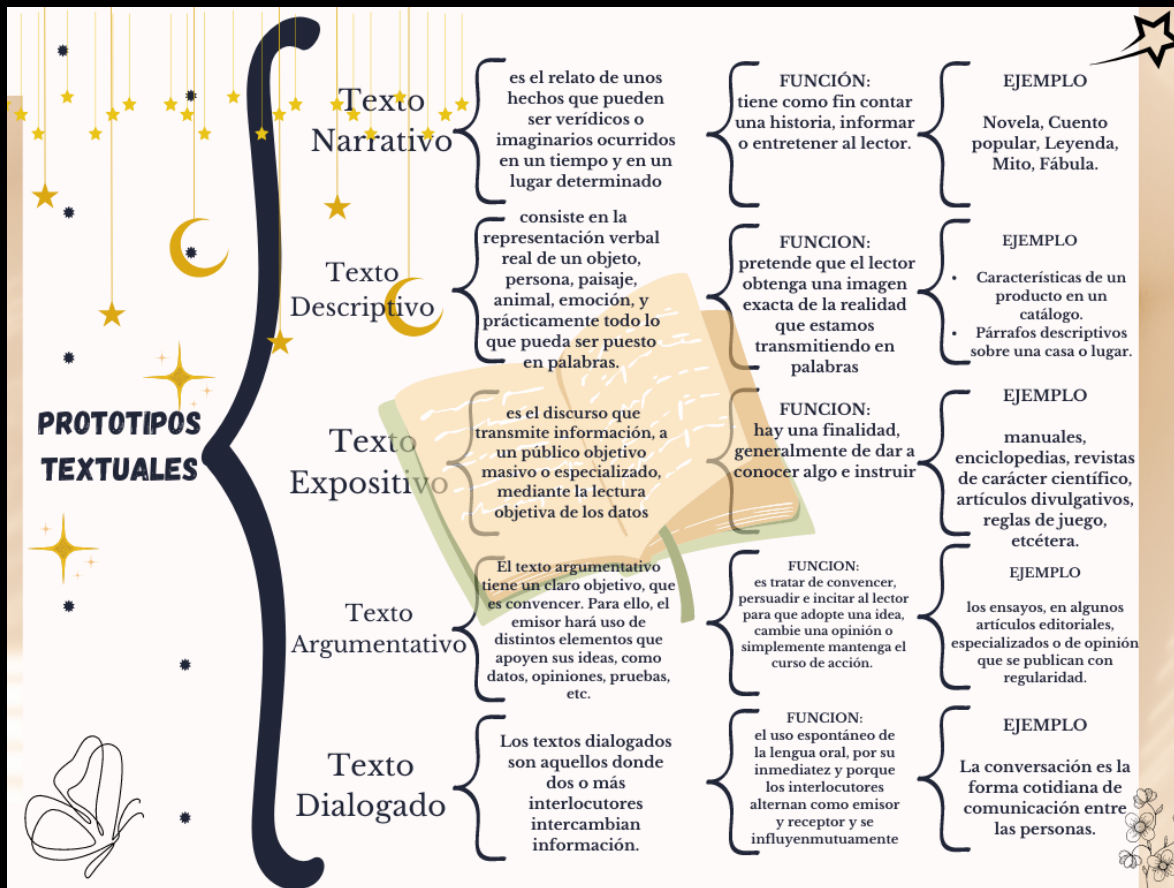 PROTOTIPOS
TEXTUALES
Texto
Narrativo
es el relato de unos
hechos que pueden
ser verídicos o
imaginarios ocurridos
en un tiempo y en un
lugar determinado
FUNCIÓN:
tiene como fin contar
una historia, informar
o entretener al lector.
EJEMPLO
Novela, Cuento
popular, Leyenda,
Mito, Fábula.
Texto
Descriptivo
consiste en la
representación verbal
real de un objeto,
persona, paisaje,
animal, emoción, y
prácticamente todo lo
que pueda ser puesto
en palabras.
FUNCION:
pretende que el lector
obtenga una imagen
exacta de la realidad
que estamos
transmitiendo en
palabras
EJEMPLO
• Características de un
producto en un
catálogo.
• Párrafos descriptivos
sobre una casa o lugar.
Texto
Expositivo
es el discurso que
transmite información, a
un público objetivo
masivo o especializado,
mediante la lectura
objetiva de los datos
FUNCION:
hay una finalidad,
generalmente de dar a
conocer algo e instruir
EJEMPLO
manuales,
enciclopedias, revistas
de carácter científico,
artículos divulgativos,
reglas de juego,
etcétera.
Texto
Argumentativo
El texto argumentativo
tiene un claro objetivo, que
es convencer. Para ello, el
emisor hará uso de
distintos elementos que
apoyen sus ideas, como
datos, opiniones, pruebas,
etc.
FUNCION:
es tratar de convencer,
persuadir e incitar al lector
para que adopte una idea,
cambie una opinión o
simplemente mantenga el
curso de acción.
EJEMPLO
los ensayos, en algunos
artículos editoriales,
especializados o de opinión
que se publican con
regularidad.
Texto
Dialogado
Los textos dialogados
son aquellos donde
dos o más
interlocutores
intercambian
información.
FUNCION:
el uso espontáneo de
la lengua oral, por su
inmediatez y porque
los interlocutores
alternan como emisor
y receptor y se
influyenmutuamente
EJEMPLO
La conversación es la
forma cotidiana de
comunicación entre
las personas.